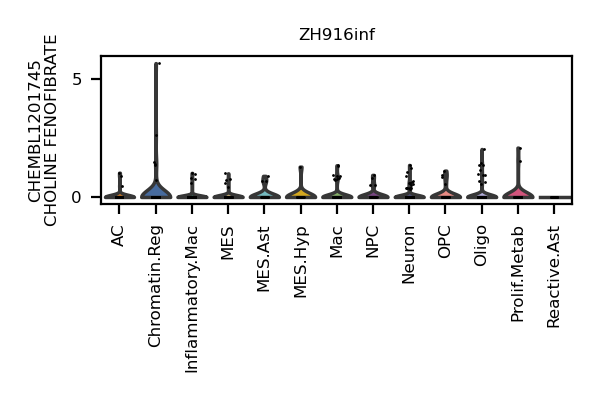 ZH916inf
CHEMBL1201745
CHOLINE FENOFIBRATE
5
0
AC
Chromatin.Reg
Inflammatory.Mac
MES
MES.Ast
MES.Hyp
Mac
NPC
Neuron
OPC
Oligo
Prolif.Metab
Reactive.Ast